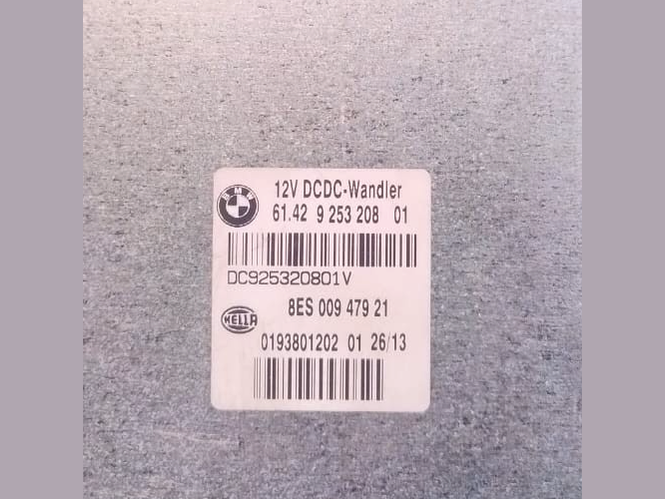 BMW
12V DCDC-Wandler
61.42 9 253 208 01
DC925320801V
8ES 009 479 21
HELLA
0193801202 01 26/13